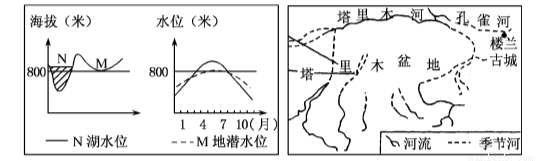 海拔(米)
N
M
800
N湖水位
水位(米)
800
1 4 7 10(月)
M地潜水位
塔里木河
孔雀河
楼兰
古城
塔里木盆地
河流
季节河